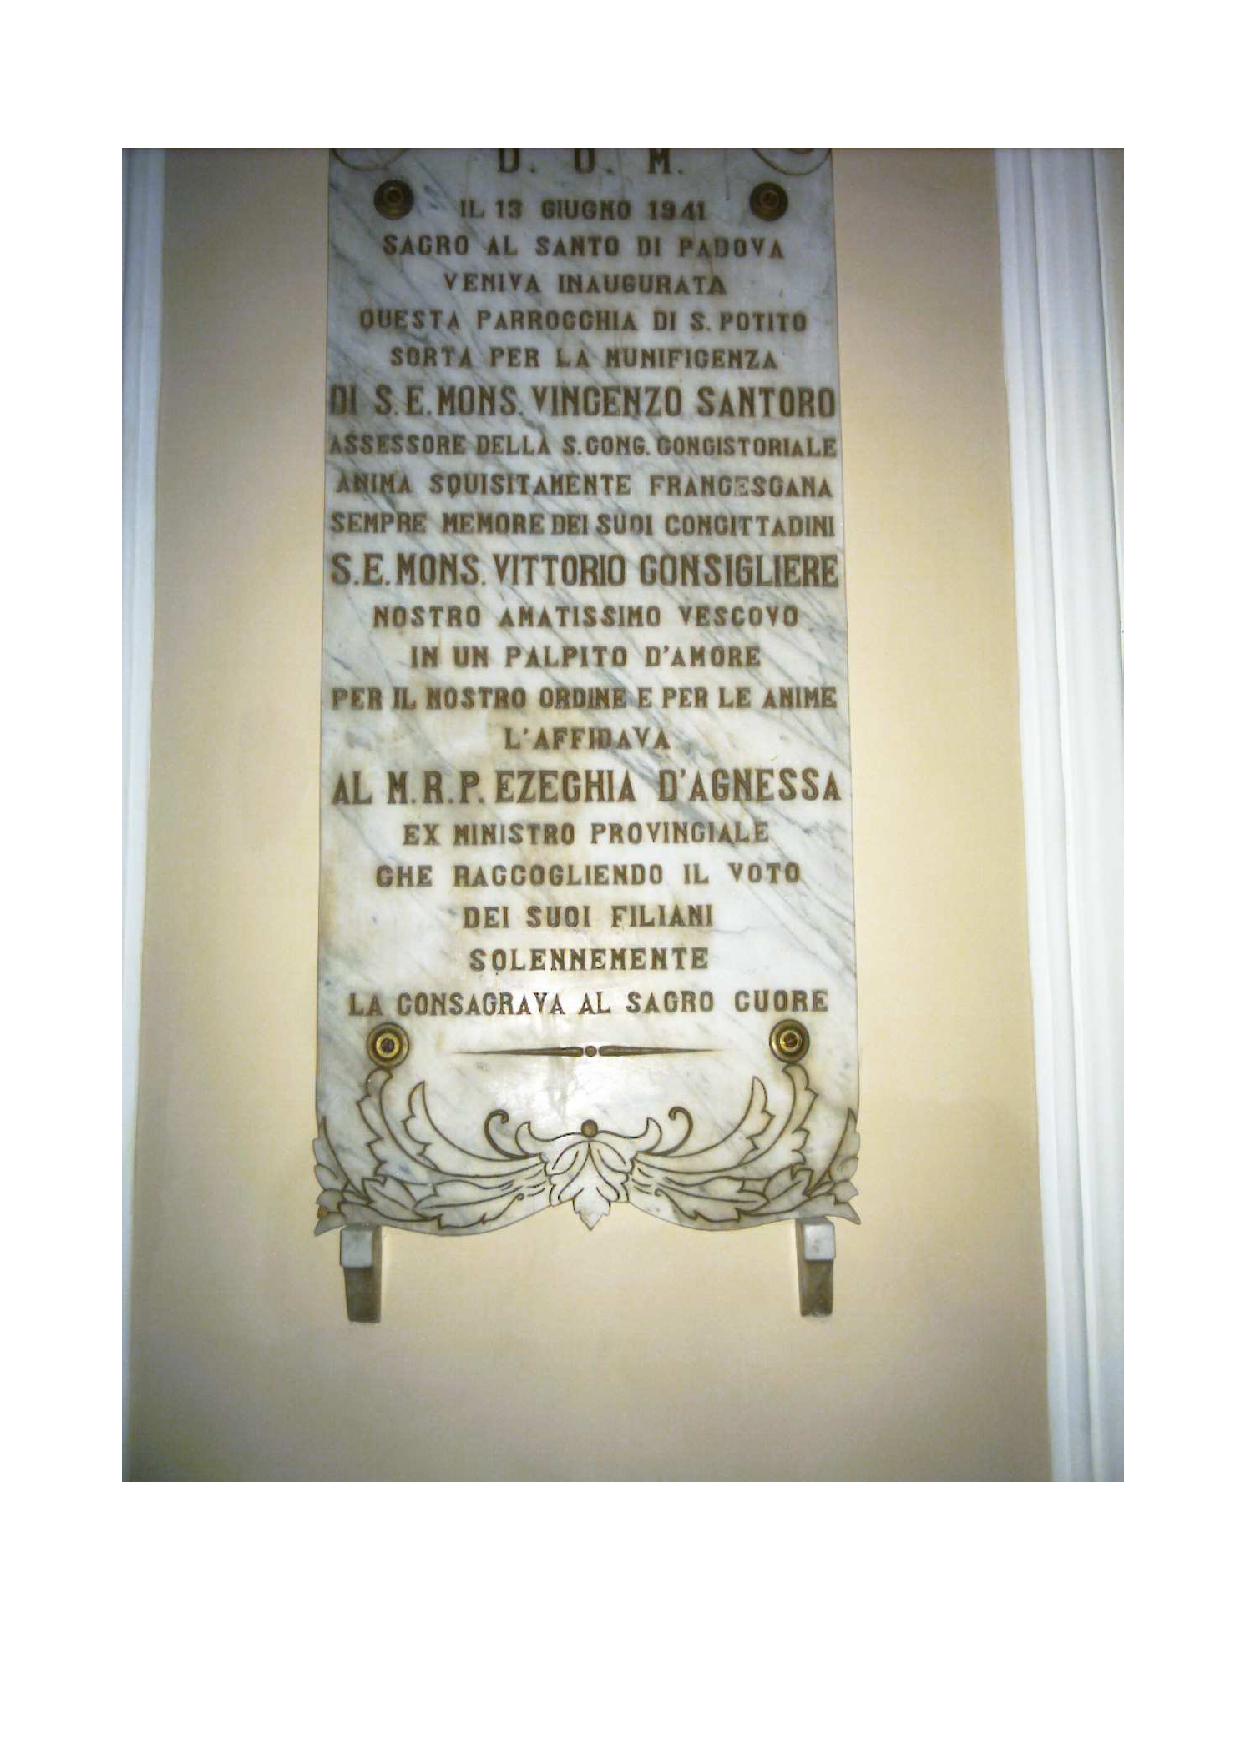 D. O. M.
IL 13 GIUGNO 1941
SACRO AL SANTO DI PADOVA
VENIVA INAUGURATA
QUESTA PARROCCHIA DI S. POTITO
SORTA PER LA MUNIFICENZA
DI S. E. MONS. VINCENZO SANTORO
ASSESSORE DELLA S. CONG. CONCISTORIALE
ANIMA SQUISITAMENTE FRANCESCANA
SEMPRE MEMORE DEI SUOI CONCITTADINI
S. E. MONS. VITTORIO CONSIGLIERE
NOSTRO AMATISSIMO VESCOVO
IN UN PALPITO D'AMORE
PER IL NOSTRO ORDINE E PER LE ANIME
L'AFFIDAVA
AL M. R. P. EZECHIA D'AGNESSA
EX MINISTRO PROVINCIALE
CHE RACCOGLIENDO IL VOTO
DEI SUOI FILIANI
SOLENNEMENTE
LA CONSACRAVA AL SACRO CUORE